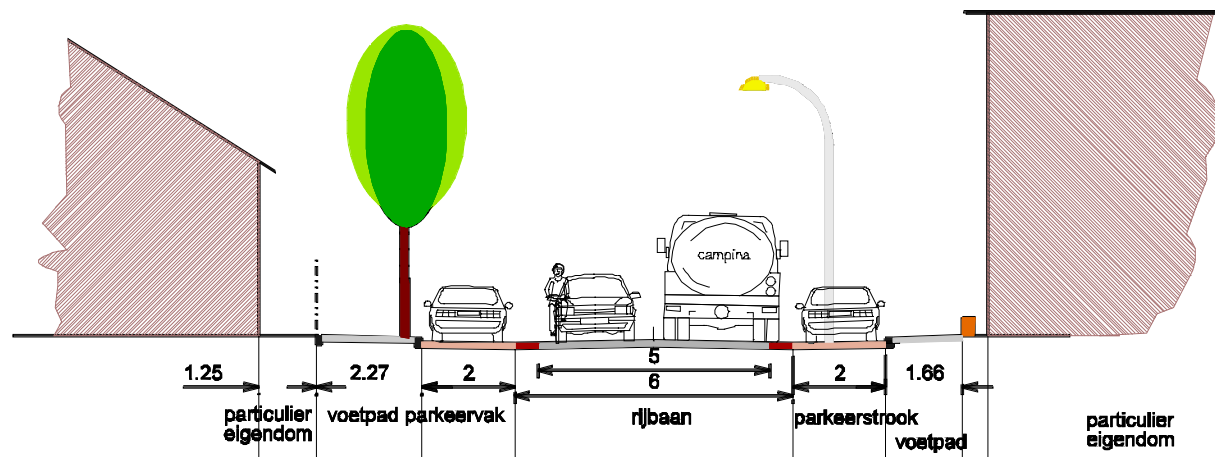 campina
5
1.25
2.27
2
6
2
1.66
particulier
eigendom
voetpad
parkeervak
rijbaan
parkeerstrook
voetpad
particulier
eigendom